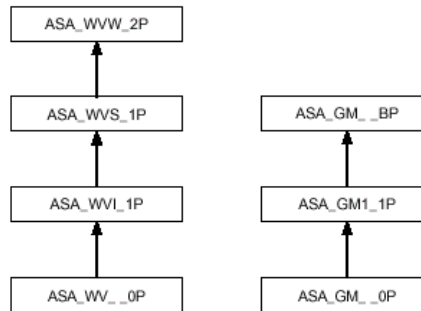 ASA_WVW_2P
ASA_WVS_1P
ASA_GM_ _BP
ASA_WVI_1P
ASA_GM1_1P
ASA_WV_ _0P
ASA_GM_ _0P